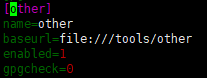 [other]
name=other
baseurl=file:///tools/other
enabled=1
gpgcheck=0